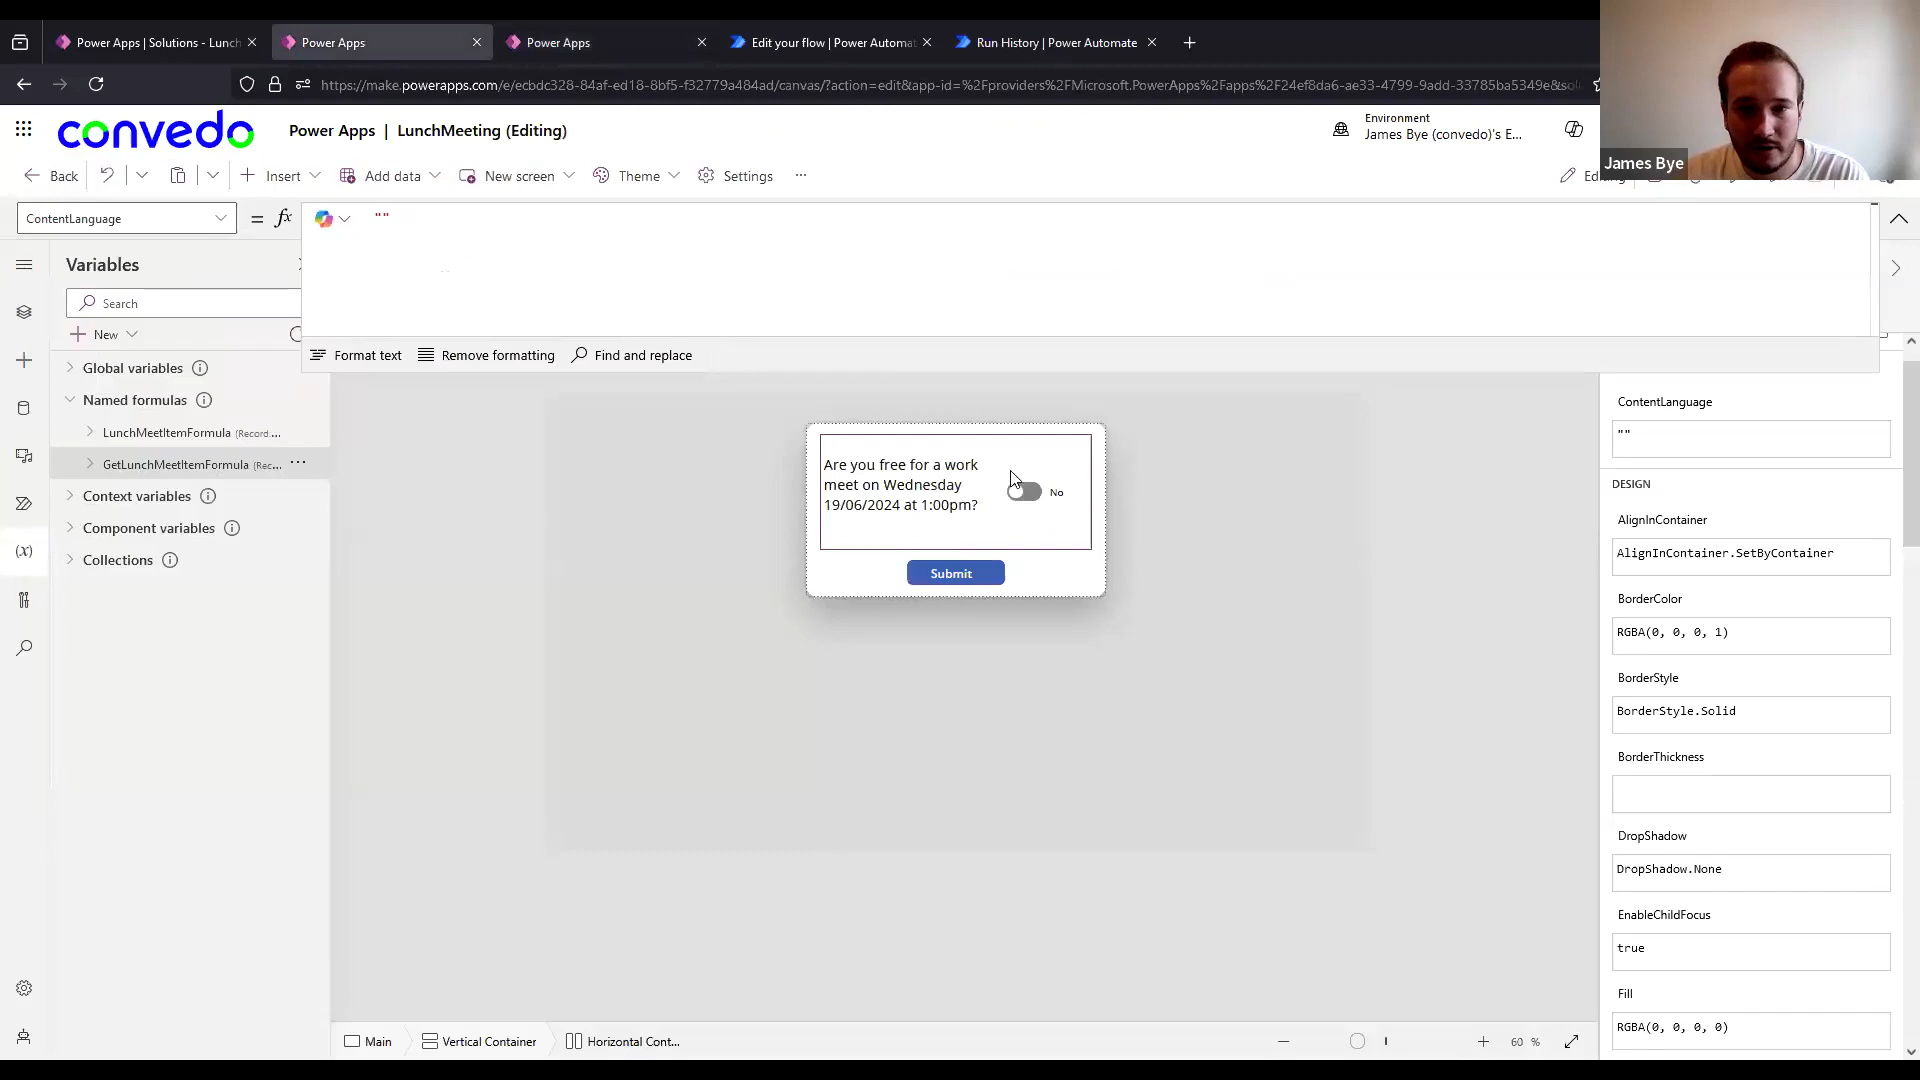 Power Apps | Solutions - Lunch
Power Apps
Power Apps
Edit your flow | Power Automat
Run History | Power Automate
https://make.powerapps.com/e/ecbdc328-84af-ed18-8bf5-f32779a484ad/canvas/?action=edit&app-id=%2Fproviders%2FMicrosoft.PowerApps%2Fapps%2F24ef8da6-ae33-4799-9add-33785ba5349e&sol
convedo
Power Apps | LunchMeeting (Editing)
Environment
James Bye (convedo)'s E...
James Bye
Back
Insert
Add data
New screen
Theme
Settings
...
ContentLanguage
= fx
""
Variables
Search
New
Format text
Remove formatting
Find and replace
Global variables
Named formulas
LunchMeetItemFormula (Record:...
GetLunchMeetItemFormula (Rec...
...
Context variables
Component variables
Collections
(x)
Are you free for a work
meet on Wednesday
19/06/2024 at 1:00pm?
No
Submit
ContentLanguage
""
DESIGN
AlignInContainer
AlignInContainer.SetByContainer
BorderColor
RGBA(0, 0, 0, 1)
BorderStyle
BorderStyle.Solid
BorderThickness
DropShadow
DropShadow.None
EnableChildFocus
true
Fill
RGBA(0, 0, 0, 0)
Main
Vertical Container
Horizontal Cont...
60 %